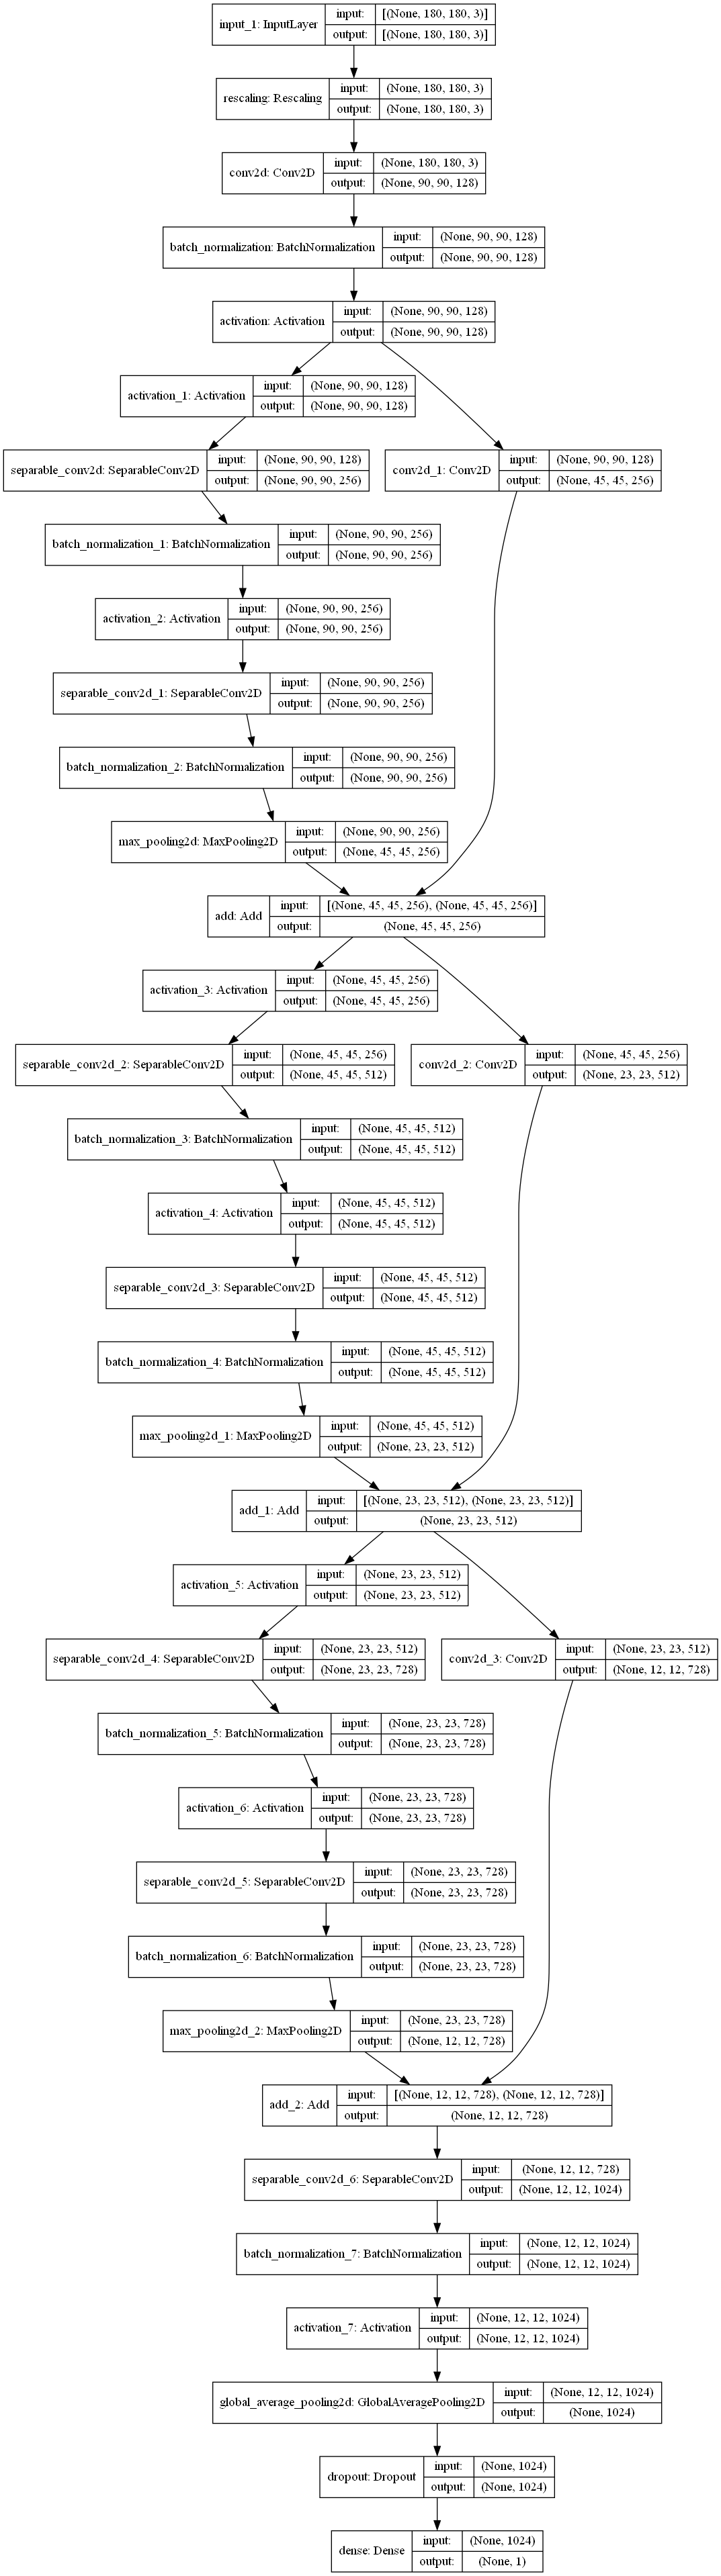 input_1: InputLayer
input: [(None, 180, 180, 3)]
output: [(None, 180, 180, 3)]
rescaling: Rescaling
input: (None, 180, 180, 3)
output: (None, 180, 180, 3)
conv2d: Conv2D
input: (None, 180, 180, 3)
output: (None, 90, 90, 128)
batch_normalization: BatchNormalization
input: (None, 90, 90, 128)
output: (None, 90, 90, 128)
activation: Activation
input: (None, 90, 90, 128)
output: (None, 90, 90, 128)
activation_1: Activation
input: (None, 90, 90, 128)
output: (None, 90, 90, 128)
separable_conv2d: SeparableConv2D
input: (None, 90, 90, 128)
output: (None, 90, 90, 256)
conv2d_1: Conv2D
input: (None, 90, 90, 128)
output: (None, 45, 45, 256)
batch_normalization_1: BatchNormalization
input: (None, 90, 90, 256)
output: (None, 90, 90, 256)
activation_2: Activation
input: (None, 90, 90, 256)
output: (None, 90, 90, 256)
separable_conv2d_1: SeparableConv2D
input: (None, 90, 90, 256)
output: (None, 90, 90, 256)
batch_normalization_2: BatchNormalization
input: (None, 90, 90, 256)
output: (None, 90, 90, 256)
max_pooling2d: MaxPooling2D
input: (None, 90, 90, 256)
output: (None, 45, 45, 256)
add: Add
input: [(None, 45, 45, 256), (None, 45, 45, 256)]
output: (None, 45, 45, 256)
activation_3: Activation
input: (None, 45, 45, 256)
output: (None, 45, 45, 256)
separable_conv2d_2: SeparableConv2D
input: (None, 45, 45, 256)
output: (None, 45, 45, 512)
conv2d_2: Conv2D
input: (None, 45, 45, 256)
output: (None, 23, 23, 512)
batch_normalization_3: BatchNormalization
input: (None, 45, 45, 512)
output: (None, 45, 45, 512)
activation_4: Activation
input: (None, 45, 45, 512)
output: (None, 45, 45, 512)
separable_conv2d_3: SeparableConv2D
input: (None, 45, 45, 512)
output: (None, 45, 45, 512)
batch_normalization_4: BatchNormalization
input: (None, 45, 45, 512)
output: (None, 45, 45, 512)
max_pooling2d_1: MaxPooling2D
input: (None, 45, 45, 512)
output: (None, 23, 23, 512)
add_1: Add
input: [(None, 23, 23, 512), (None, 23, 23, 512)]
output: (None, 23, 23, 512)
activation_5: Activation
input: (None, 23, 23, 512)
output: (None, 23, 23, 512)
separable_conv2d_4: SeparableConv2D
input: (None, 23, 23, 512)
output: (None, 23, 23, 728)
conv2d_3: Conv2D
input: (None, 23, 23, 512)
output: (None, 12, 12, 728)
batch_normalization_5: BatchNormalization
input: (None, 23, 23, 728)
output: (None, 23, 23, 728)
activation_6: Activation
input: (None, 23, 23, 728)
output: (None, 23, 23, 728)
separable_conv2d_5: SeparableConv2D
input: (None, 23, 23, 728)
output: (None, 23, 23, 728)
batch_normalization_6: BatchNormalization
input: (None, 23, 23, 728)
output: (None, 23, 23, 728)
max_pooling2d_2: MaxPooling2D
input: (None, 23, 23, 728)
output: (None, 12, 12, 728)
add_2: Add
input: [(None, 12, 12, 728), (None, 12, 12, 728)]
output: (None, 12, 12, 728)
separable_conv2d_6: SeparableConv2D
input: (None, 12, 12, 728)
output: (None, 12, 12, 1024)
batch_normalization_7: BatchNormalization
input: (None, 12, 12, 1024)
output: (None, 12, 12, 1024)
activation_7: Activation
input: (None, 12, 12, 1024)
output: (None, 12, 12, 1024)
global_average_pooling2d: GlobalAveragePooling2D
input: (None, 12, 12, 1024)
output: (None, 1024)
dropout: Dropout
input: (None, 1024)
output: (None, 1024)
dense: Dense
input: (None, 1024)
output: (None, 1)